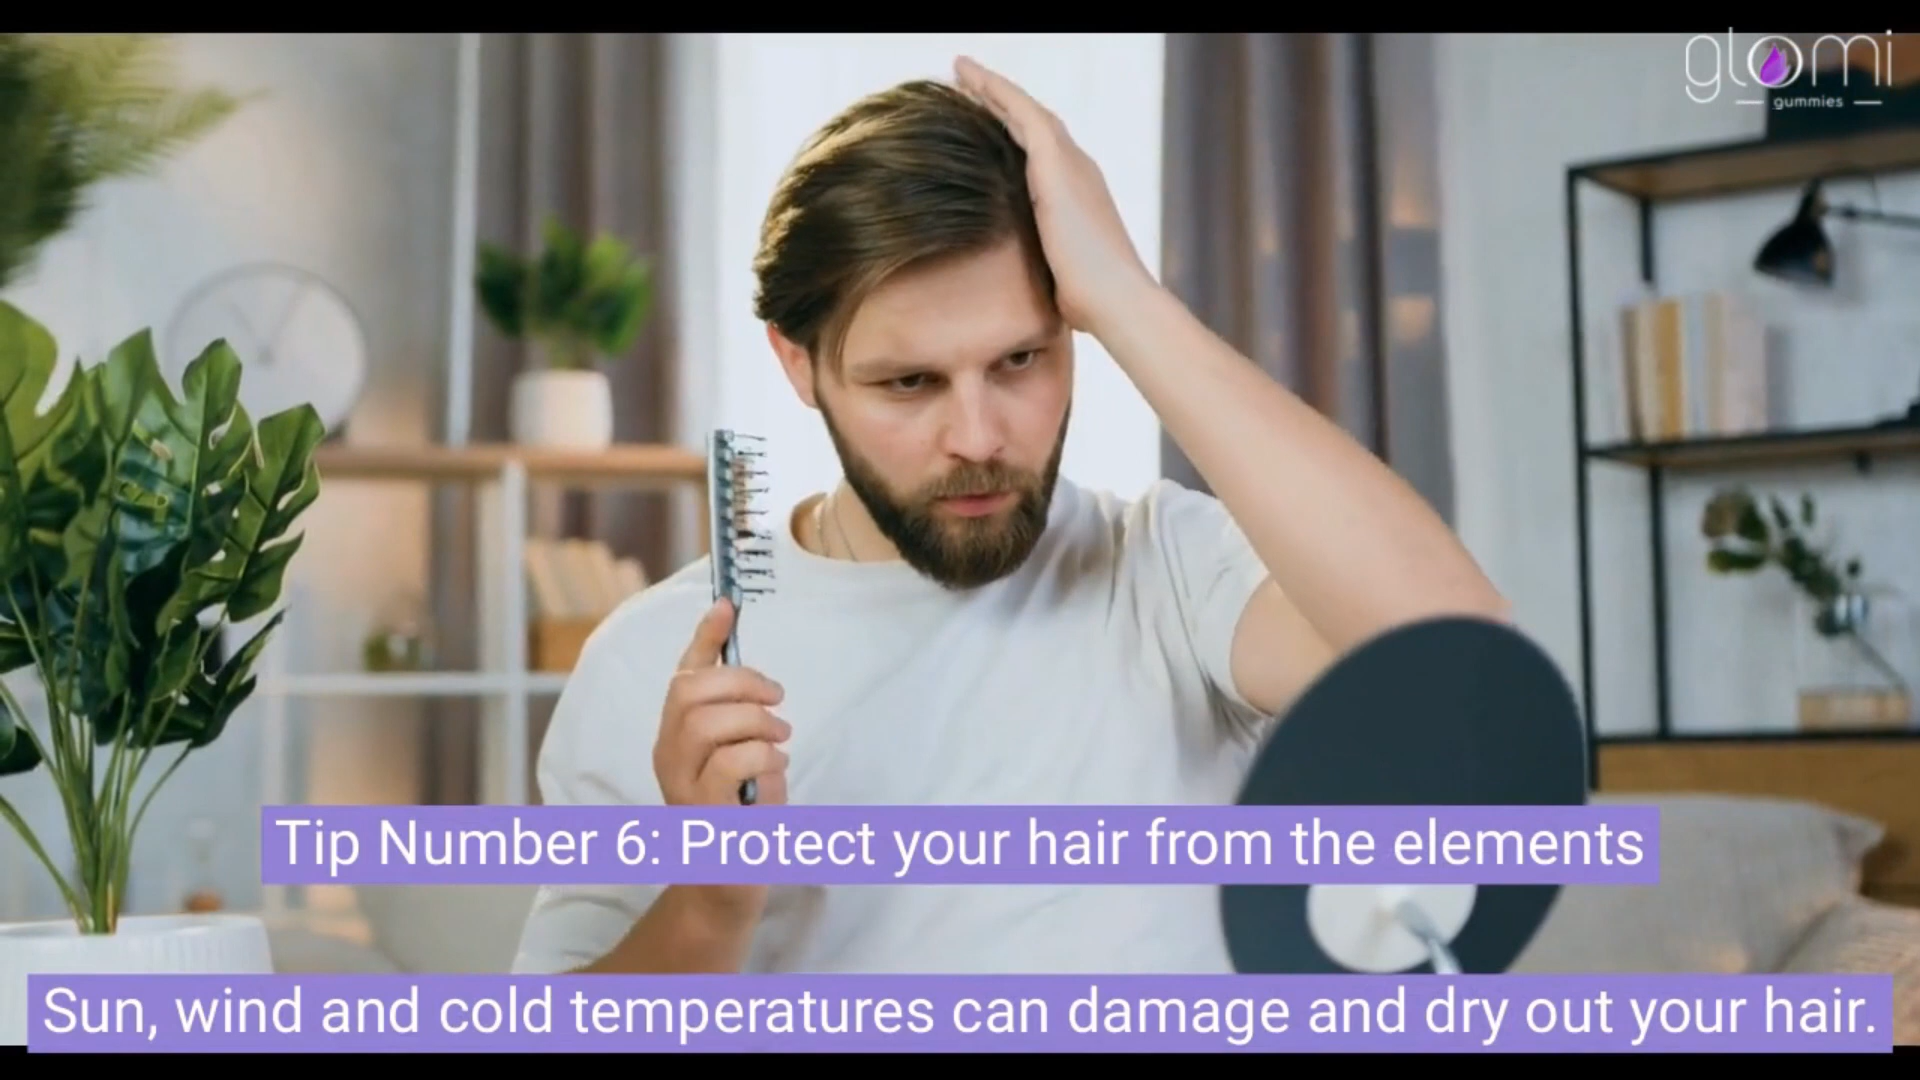 glomi
gummies
Tip Number 6: Protect your hair from the elements
Sun, wind and cold temperatures can damage and dry out your hair.